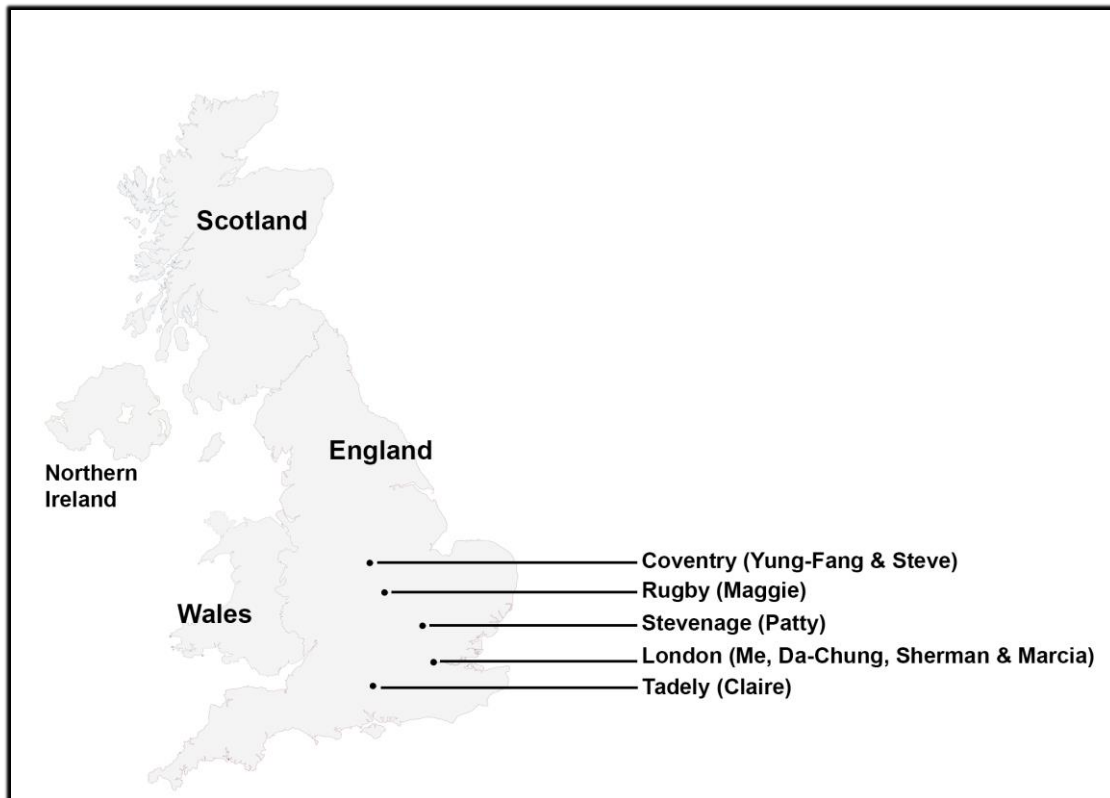 Scotland
England
Northern
Ireland
Wales
Coventry (Yung-Fang & Steve)
Rugby (Maggie)
Stevenage (Patty)
London (Me, Da-Chung, Sherman & Marcia)
Tadely (Claire)